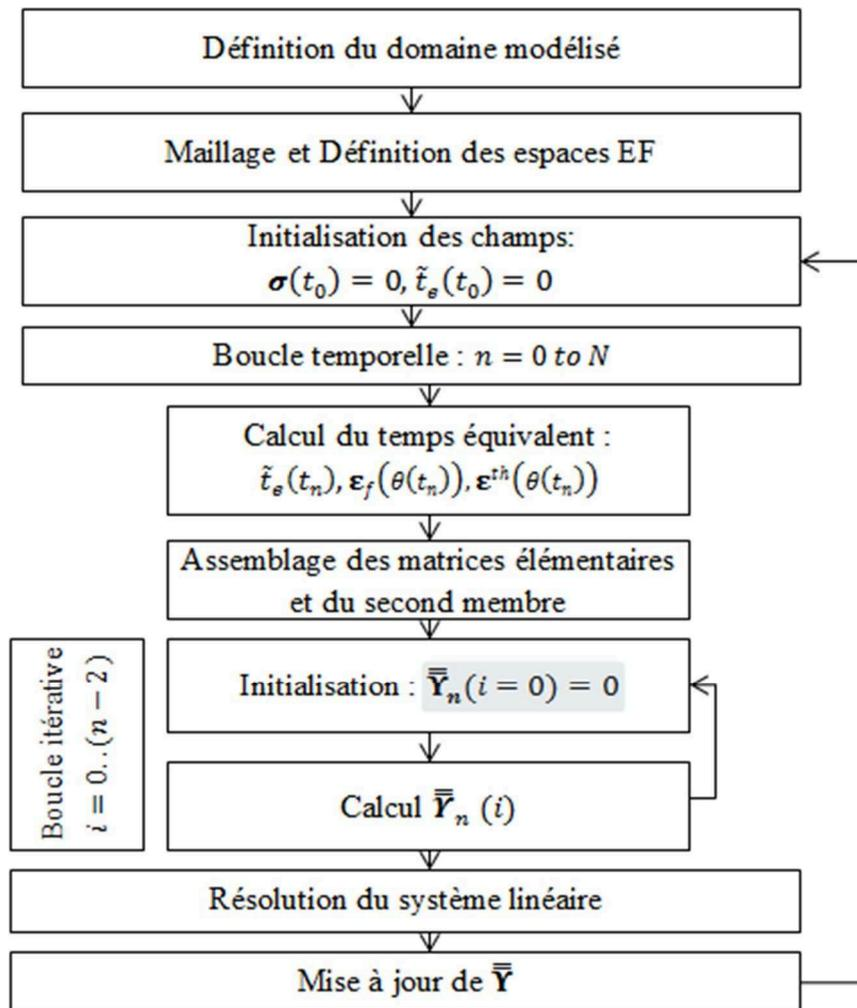 Définition du domaine modélisé
Maillage et Définition des espaces EF
Initialisation des champs:
𝝈(t₀) = 0, t̃ₑ(t₀) = 0
Boucle temporelle : n = 0 to N
Calcul du temps équivalent :
t̃ₑ(tₙ), 𝛆_f(θ(tₙ)), 𝛆ᵗʰ(θ(tₙ))
Assemblage des matrices élémentaires
et du second membre
Boucle itérative
i = 0..(n − 2)
Initialisation : Y̿ₙ(i = 0) = 0
Calcul Y̿ₙ (i)
Résolution du système linéaire
Mise à jour de Y̿